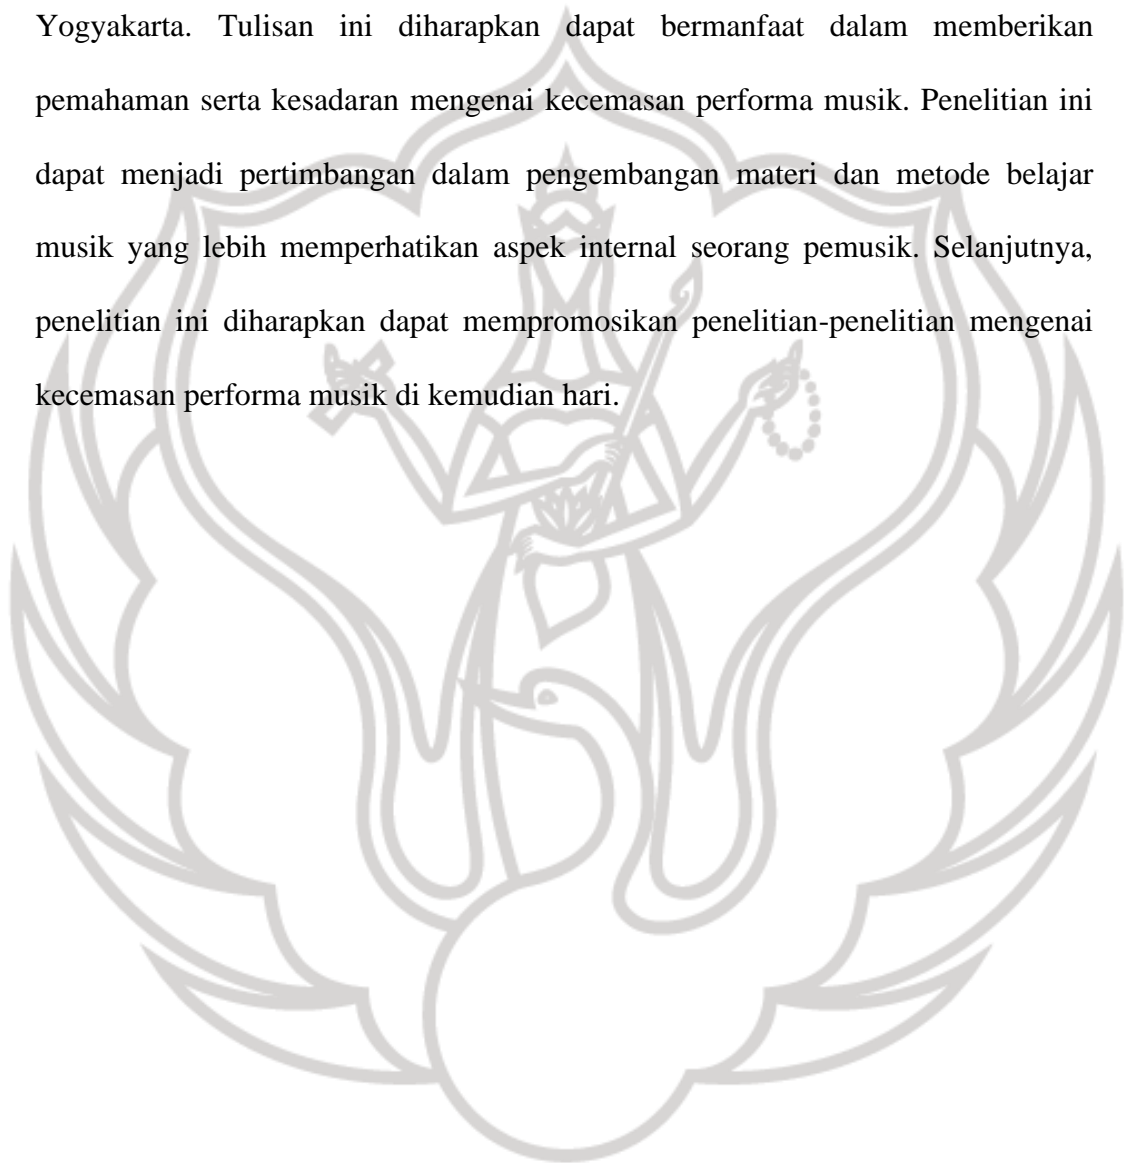 Yogyakarta. Tulisan ini diharapkan dapat bermanfaat dalam memberikan
pemahaman serta kesadaran mengenai kecemasan performa musik. Penelitian ini
dapat menjadi pertimbangan dalam pengembangan materi dan metode belajar
musik yang lebih memperhatikan aspek internal seorang pemusik. Selanjutnya,
penelitian ini diharapkan dapat mempromosikan penelitian-penelitian mengenai
kecemasan performa musik di kemudian hari.